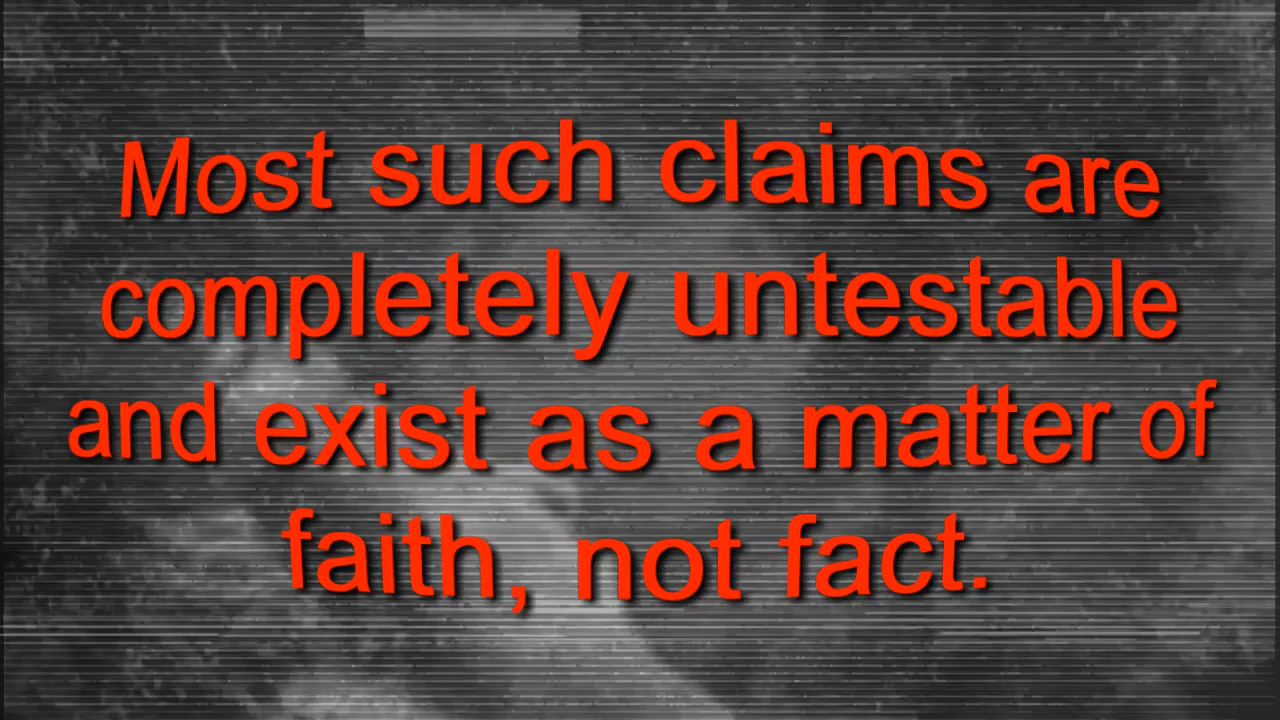 Most such claims are
completely untestable
and exist as a matter of
faith, not fact.